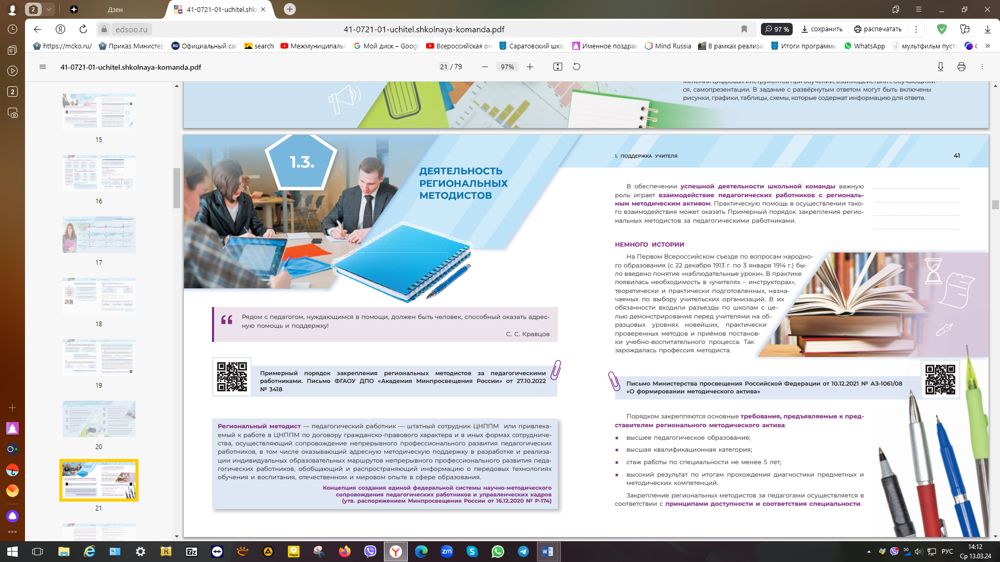 2
Дзен
41-0721-01-uchitel.shk
edsoo.ru
41-0721-01-uchitel.shkolnaya-komanda.pdf
97 %
сохранить
распечатать
https://mcko.ru/
Приказ Министер
Официальный сай
search
Межмуниципальн
Мой диск – Googl
Всероссийская он
Саратовский шко
Именное поздрав
Mind Russia
В рамках реализа
Итоги программы
WhatsApp
мультфильм пусто
41-0721-01-uchitel.shkolnaya-komanda.pdf
21 / 79
97%
2
15
16
17
18
19
20
21
менении цифровых инструментов при обучении, взаимодействии с обучающими-
ся, самопрезентации. В задание с развёрнутым ответом могут быть включены
рисунки, графики, таблицы, схемы, которые содержат информацию для ответа.
1.3.
ДЕЯТЕЛЬНОСТЬ
РЕГИОНАЛЬНЫХ
МЕТОДИСТОВ
“ Рядом с педагогом, нуждающимся в помощи, должен быть человек, способный оказать адрес-
ную помощь и поддержку!
С. С. Кравцов
Примерный порядок закрепления региональных методистов за педагогическими
работниками. Письмо ФГАОУ ДПО «Академия Минпросвещения России» от 27.10.2022
№ 3418
Региональный методист — педагогический работник — штатный сотрудник ЦНППМ или привлека-
емый к работе в ЦНППМ по договору гражданско-правового характера и в иных формах сотрудниче-
ства, осуществляющий сопровождение непрерывного профессионального развития педагогических
работников, в том числе оказывающий адресную методическую поддержку в разработке и реализа-
ции индивидуальных образовательных маршрутов непрерывного профессионального развития педа-
гогических работников, обобщающий и распространяющий информацию о передовых технологиях
обучения и воспитания, отечественном и мировом опыте в сфере образования.
Концепция создания единой федеральной системы научно-методического
сопровождения педагогических работников и управленческих кадров
(утв. распоряжением Минпросвещения России от 16.12.2020 № Р-174)
1. ПОДДЕРЖКА УЧИТЕЛЯ
41
В обеспечении успешной деятельности школьной команды важную
роль играет взаимодействие педагогических работников с региональ-
ным методическим активом. Практическую помощь в осуществлении тако-
го взаимодействия может оказать Примерный порядок закрепления регио-
нальных методистов за педагогическими работниками.
НЕМНОГО ИСТОРИИ
На Первом Всероссийском съезде по вопросам народно-
го образования (с 22 декабря 1913 г. по 3 января 1914 г.) бы-
ло введено понятие «наблюдательные уроки». В практике
появилась необходимость в «учителях – инструкторах»,
теоретически и практически подготовленных, назна-
чаемых по выбору учительских организаций. В их
обязанности входили разъезды по школам с це-
лью демонстрирования перед учителями на об-
разцовых уровнях новейших, практически
проверенных методов и приёмов постанов-
ки учебно-воспитательного процесса. Так
зарождалась профессия методиста.
Письмо Министерства просвещения Российской Федерации от 10.12.2021 № АЗ-1061/08
«О формировании методического актива»
Порядком закрепляются основные требования, предъявляемые к пред-
ставителям регионального методического актива:
▪ высшее педагогическое образование;
▪ высшая квалификационная категория;
▪ стаж работы по специальности не менее 5 лет;
▪ высокий результат по итогам прохождения диагностики предметных и
методических компетенций.
Закрепление региональных методистов за педагогами осуществляется в
соответствии с принципами доступности и соответствия специальности.
7z
Player
zm
30
РУС
14:12
Ср 13.03.24